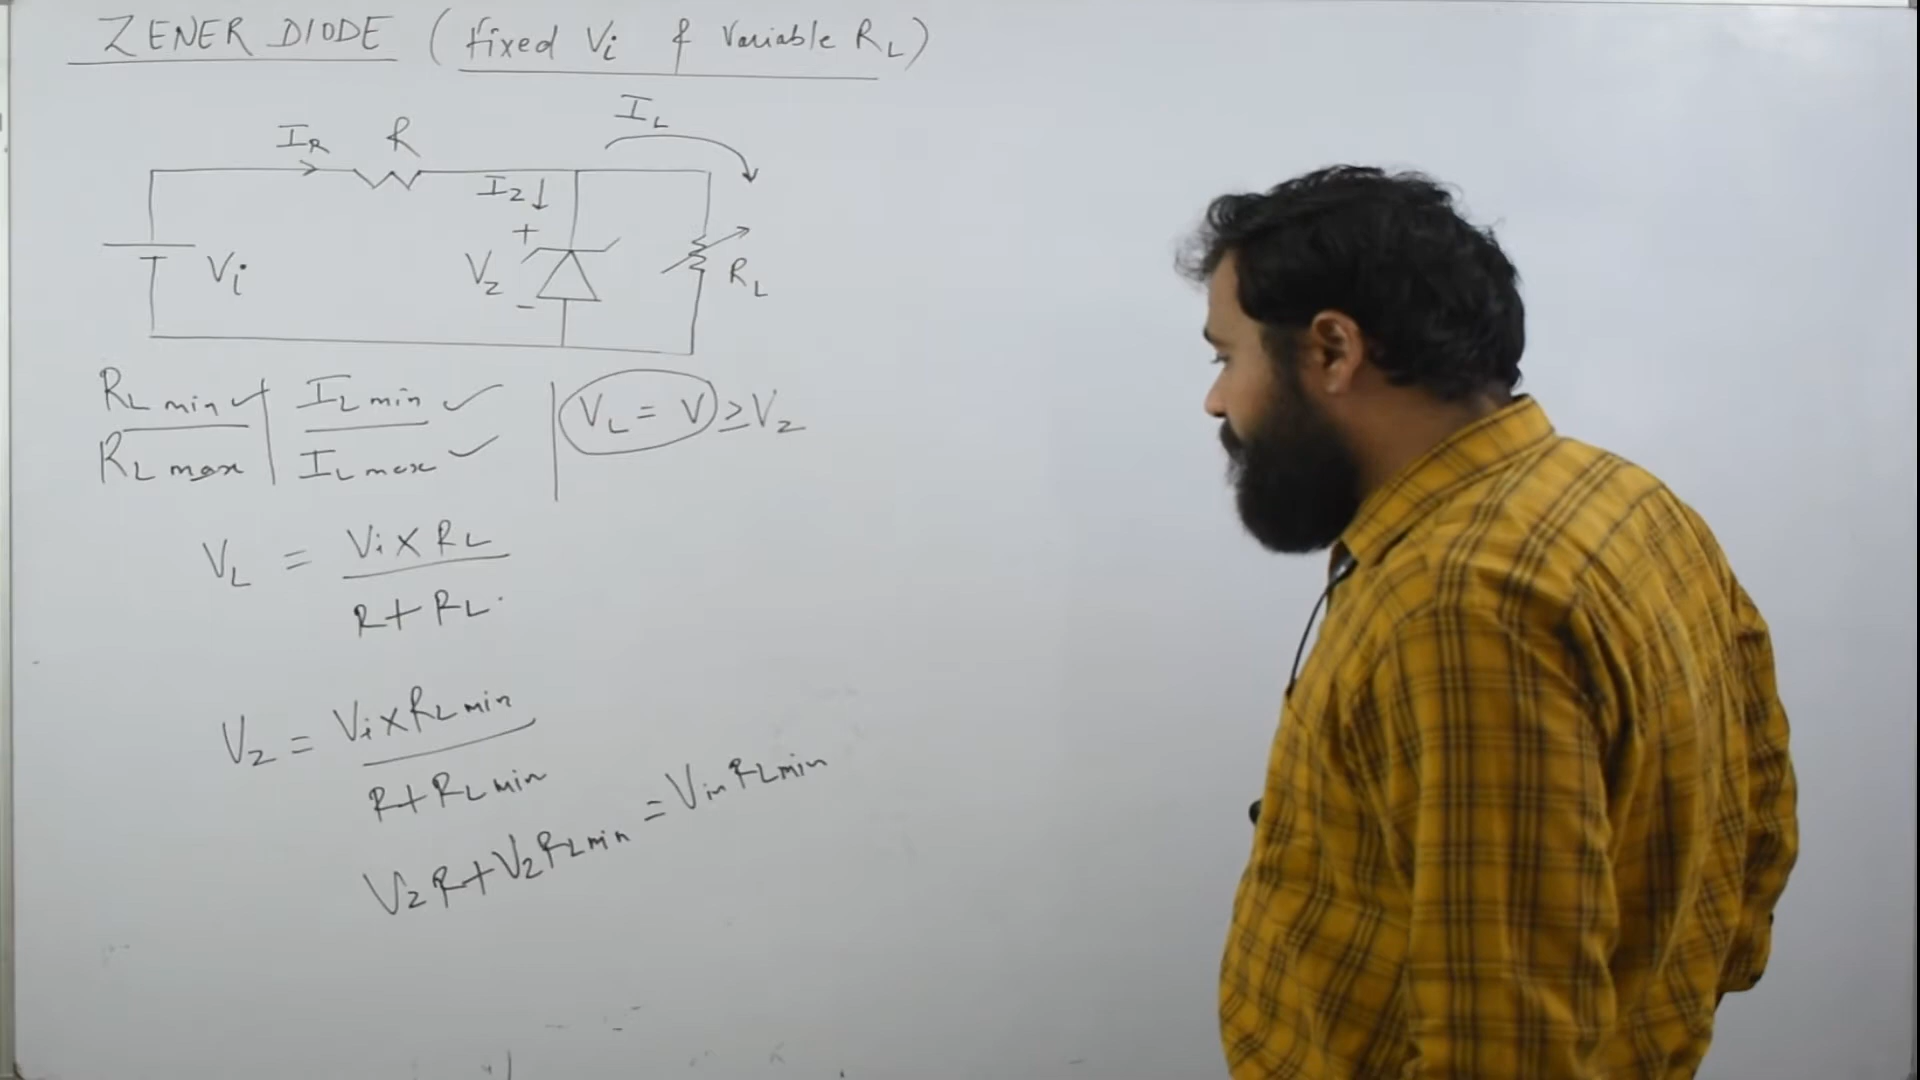 ZENER DIODE (fixed Vi & Variable RL)
IL
IR R
IZ
+
Vi VZ RL
-
RL min IL min VL = V ≥ VZ
RL max IL max
VL = Vi × RL
R + RL.
VZ = Vi × RL min
R + RL min
VZ R + VZ RL min = Vin RL min